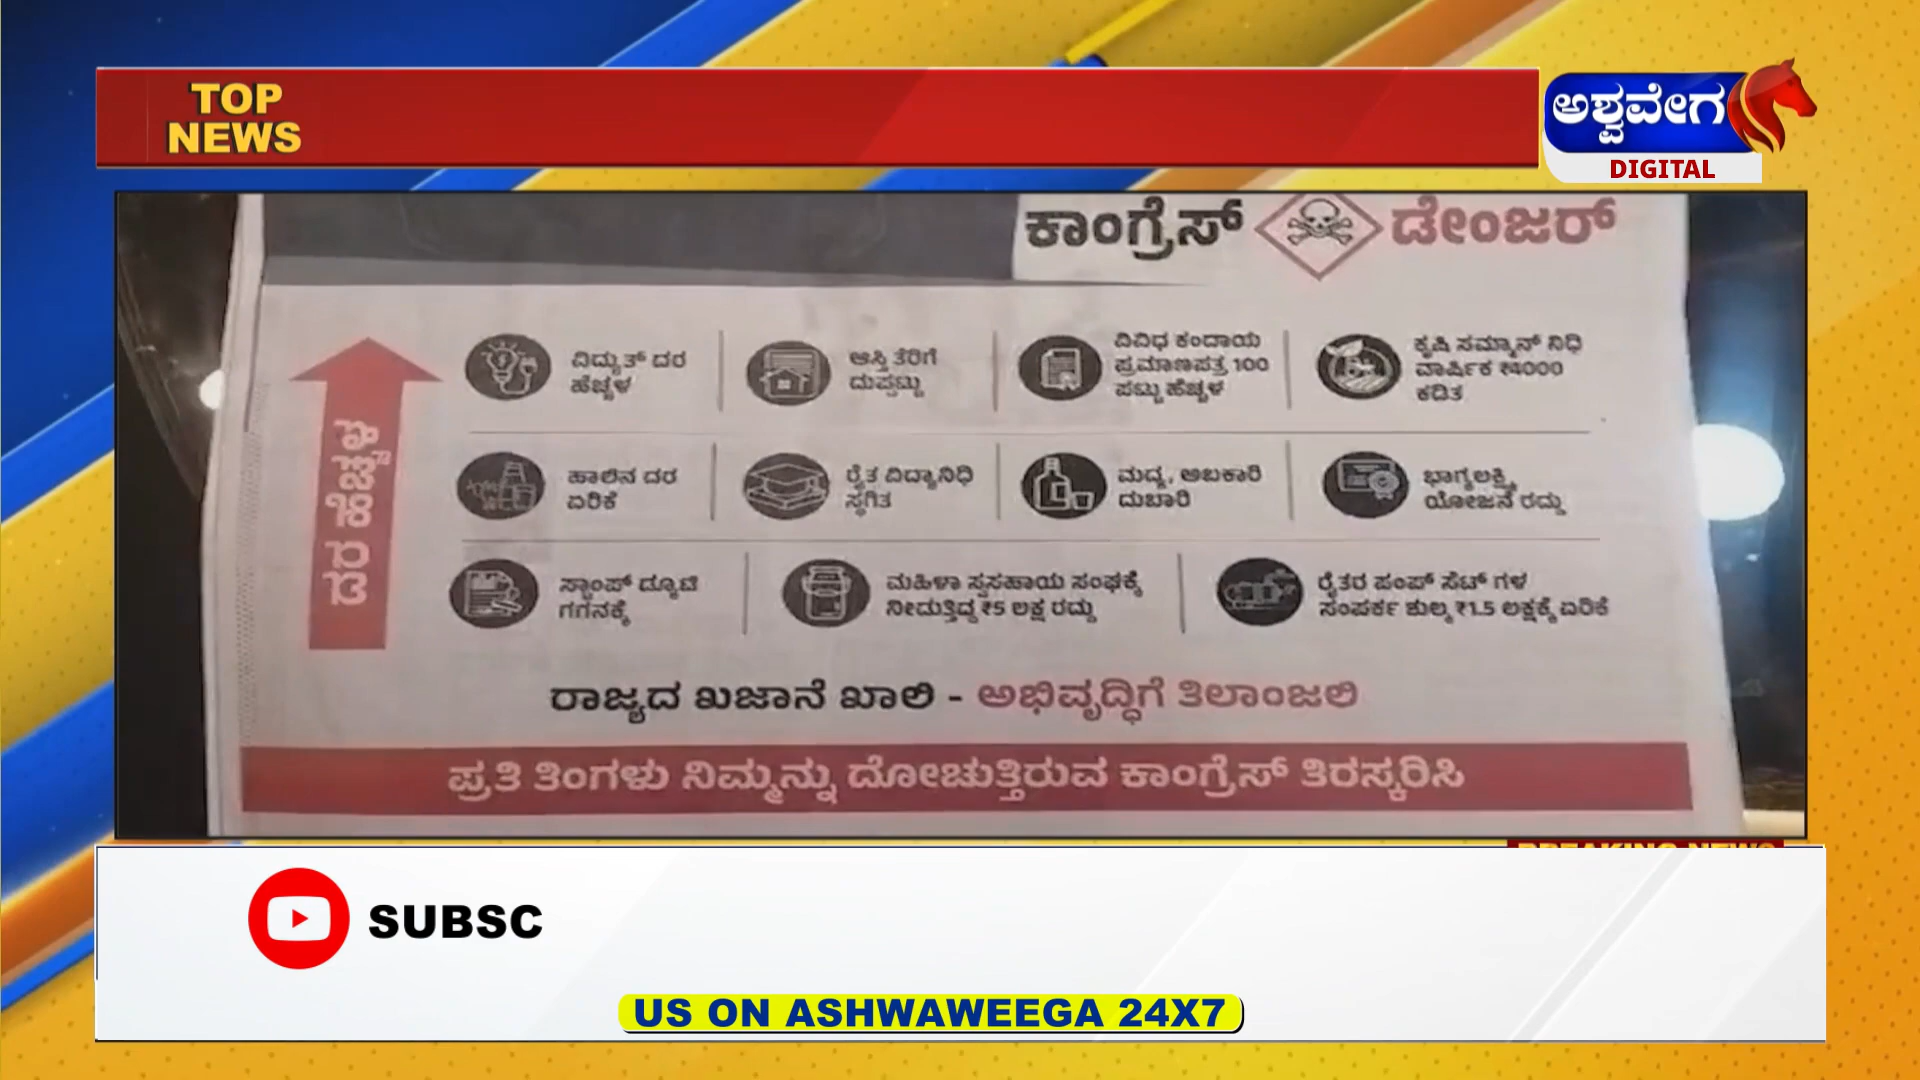 TOP
NEWS
ಅಶ್ವವೇಗ
DIGITAL
ಕಾಂಗ್ರೆಸ್ ಡೇಂಜರ್
ದರ ಹೆಚ್ಚಳ
ವಿದ್ಯುತ್ ದರ
ಹೆಚ್ಚಳ
ಆಸ್ತಿ ತೆರಿಗೆ
ದುಪ್ಪಟ್ಟು
ವಿವಿಧ ಕಂದಾಯ
ಪ್ರಮಾಣಪತ್ರ 100
ಪಟ್ಟು ಹೆಚ್ಚಳ
ಕೃಷಿ ಸಮ್ಮಾನ್ ನಿಧಿ
ವಾರ್ಷಿಕ ₹4000
ಕಡಿತ
ಹಾಲಿನ ದರ
ಏರಿಕೆ
ರೈತ ವಿದ್ಯಾನಿಧಿ
ಸ್ಥಗಿತ
ಮದ್ಯ, ಅಬಕಾರಿ
ದುಬಾರಿ
ಭಾಗ್ಯಲಕ್ಷ್ಮಿ
ಯೋಜನೆ ರದ್ದು
ಸ್ಟಾಂಪ್ ಡ್ಯೂಟಿ
ಗಗನಕ್ಕೆ
ಮಹಿಳಾ ಸ್ವಸಹಾಯ ಸಂಘಕ್ಕೆ
ನೀಡುತ್ತಿದ್ದ ₹5 ಲಕ್ಷ ರದ್ದು
ರೈತರ ಪಂಪ್ ಸೆಟ್ ಗಳ
ಸಂಪರ್ಕ ಶುಲ್ಕ ₹1.5 ಲಕ್ಷಕ್ಕೆ ಏರಿಕೆ
ರಾಜ್ಯದ ಖಜಾನೆ ಖಾಲಿ - ಅಭಿವೃದ್ಧಿಗೆ ತಿಲಾಂಜಲಿ
ಪ್ರತಿ ತಿಂಗಳು ನಿಮ್ಮನ್ನು ದೋಚುತ್ತಿರುವ ಕಾಂಗ್ರೆಸ್ ತಿರಸ್ಕರಿಸಿ
SUBSC
US ON ASHWAWEEGA 24X7